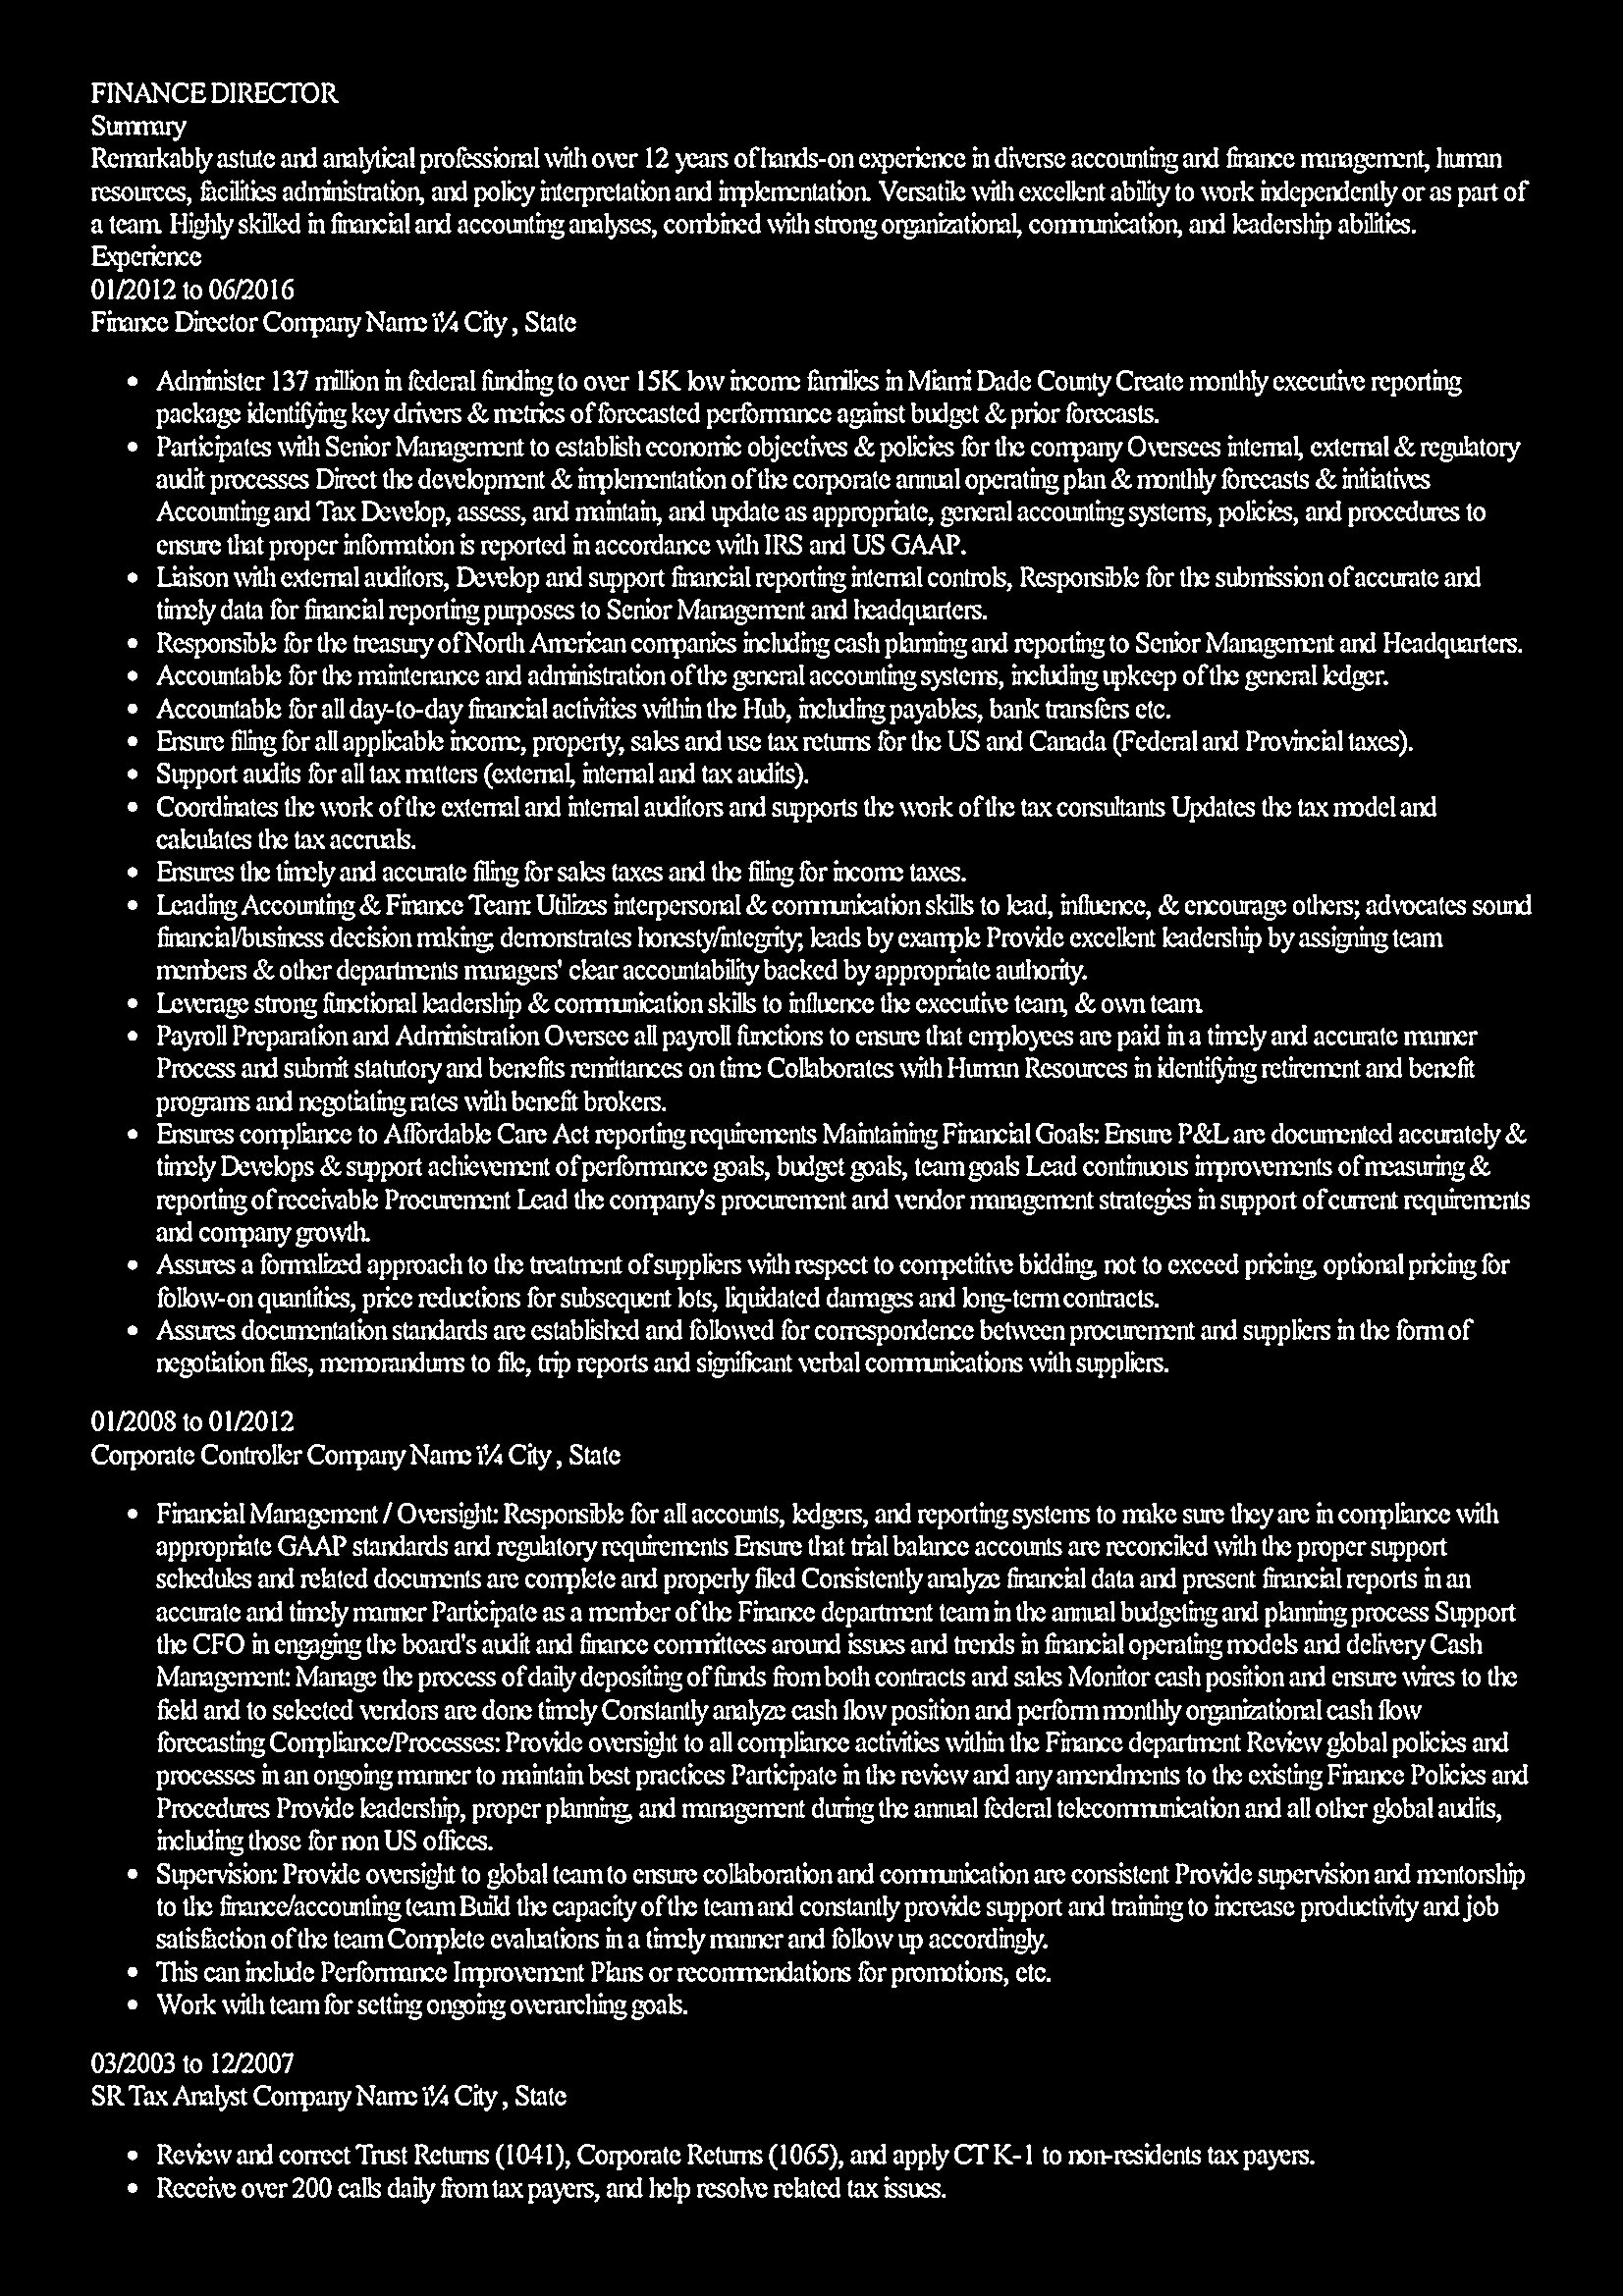 FINANCE DIRECTOR
Summary
Remarkably astute and analytical professional with over 12 years of hands-on experience in diverse accounting and finance management, human
resources, facilities administration, and policy interpretation and implementation. Versatile with excellent ability to work independently or as part of
a team. Highly skilled in financial and accounting analyses, combined with strong organizational, communication, and leadership abilities.
Experience
01/2012 to 06/2016
Finance Director Company Name ï¼ City , State
• Administer 137 million in federal funding to over 15K low income families in Miami Dade County Create monthly executive reporting
package identifying key drivers & metrics of forecasted performance against budget & prior forecasts.
• Participates with Senior Management to establish economic objectives & policies for the company Oversees internal, external & regulatory
audit processes Direct the development & implementation of the corporate annual operating plan & monthly forecasts & initiatives
Accounting and Tax Develop, assess, and maintain, and update as appropriate, general accounting systems, policies, and procedures to
ensure that proper information is reported in accordance with IRS and US GAAP.
• Liaison with external auditors, Develop and support financial reporting internal controls, Responsible for the submission of accurate and
timely data for financial reporting purposes to Senior Management and headquarters.
• Responsible for the treasury of North American companies including cash planning and reporting to Senior Management and Headquarters.
• Accountable for the maintenance and administration of the general accounting systems, including upkeep of the general ledger.
• Accountable for all day-to-day financial activities within the Hub, including payables, bank transfers etc.
• Ensure filing for all applicable income, property, sales and use tax returns for the US and Canada (Federal and Provincial taxes).
• Support audits for all tax matters (external, internal and tax audits).
• Coordinates the work of the external and internal auditors and supports the work of the tax consultants Updates the tax model and
calculates the tax accruals.
• Ensures the timely and accurate filing for sales taxes and the filing for income taxes.
• Leading Accounting & Finance Team: Utilizes interpersonal & communication skills to lead, influence, & encourage others; advocates sound
financial/business decision making; demonstrates honesty/integrity; leads by example Provide excellent leadership by assigning team
members & other departments managers' clear accountability backed by appropriate authority.
• Leverage strong functional leadership & communication skills to influence the executive team, & own team.
• Payroll Preparation and Administration Oversee all payroll functions to ensure that employees are paid in a timely and accurate manner
Process and submit statutory and benefits remittances on time Collaborates with Human Resources in identifying retirement and benefit
programs and negotiating rates with benefit brokers.
• Ensures compliance to Affordable Care Act reporting requirements Maintaining Financial Goals: Ensure P&L are documented accurately &
timely Develops & support achievement of performance goals, budget goals, team goals Lead continuous improvements of measuring &
reporting of receivable Procurement Lead the company's procurement and vendor management strategies in support of current requirements
and company growth.
• Assures a formalized approach to the treatment of suppliers with respect to competitive bidding, not to exceed pricing, optional pricing for
follow-on quantities, price reductions for subsequent lots, liquidated damages and long-term contracts.
• Assures documentation standards are established and followed for correspondence between procurement and suppliers in the form of
negotiation files, memorandums to file, trip reports and significant verbal communications with suppliers.
01/2008 to 01/2012
Corporate Controller Company Name ï¼ City , State
• Financial Management / Oversight: Responsible for all accounts, ledgers, and reporting systems to make sure they are in compliance with
appropriate GAAP standards and regulatory requirements Ensure that trial balance accounts are reconciled with the proper support
schedules and related documents are complete and properly filed Consistently analyze financial data and present financial reports in an
accurate and timely manner Participate as a member of the Finance department team in the annual budgeting and planning process Support
the CFO in engaging the board's audit and finance committees around issues and trends in financial operating models and delivery Cash
Management: Manage the process of daily depositing of funds from both contracts and sales Monitor cash position and ensure wires to the
field and to selected vendors are done timely Constantly analyze cash flow position and perform monthly organizational cash flow
forecasting Compliance/Processes: Provide oversight to all compliance activities within the Finance department Review global policies and
processes in an ongoing manner to maintain best practices Participate in the review and any amendments to the existing Finance Policies and
Procedures Provide leadership, proper planning, and management during the annual federal telecommunication and all other global audits,
including those for non US offices.
• Supervision: Provide oversight to global team to ensure collaboration and communication are consistent Provide supervision and mentorship
to the finance/accounting team Build the capacity of the team and constantly provide support and training to increase productivity and job
satisfaction of the team Complete evaluations in a timely manner and follow up accordingly.
• This can include Performance Improvement Plans or recommendations for promotions, etc.
• Work with team for setting ongoing overarching goals.
03/2003 to 12/2007
SR Tax Analyst Company Name ï¼ City , State
• Review and correct Trust Returns (1041), Corporate Returns (1065), and apply CT K-1 to non-residents tax payers.
• Receive over 200 calls daily from tax payers, and help resolve related tax issues.